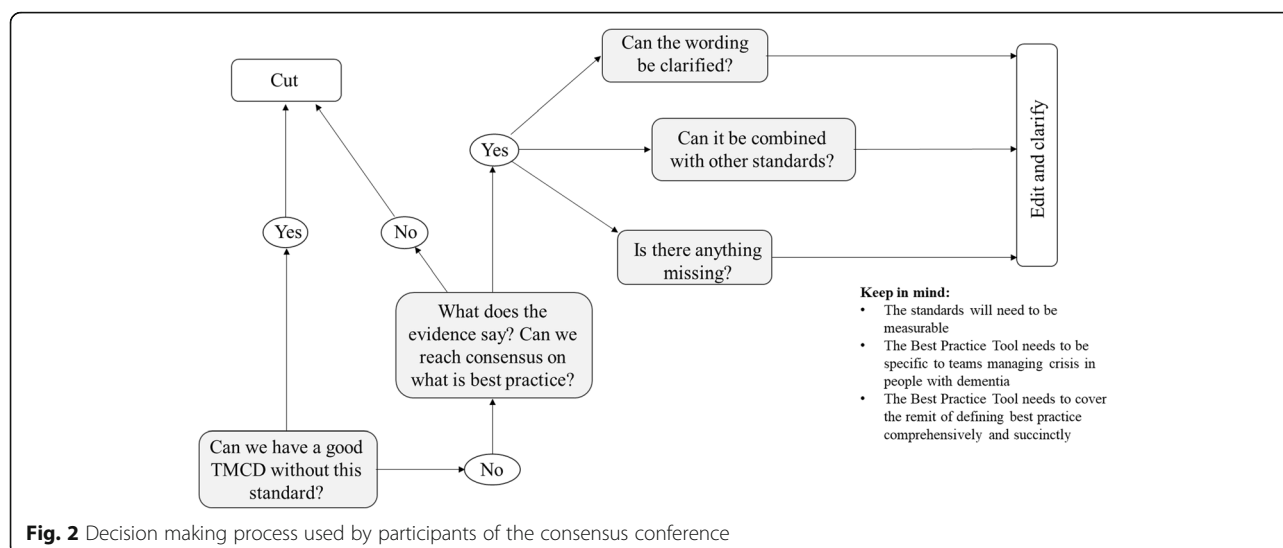 Can the wording
be clarified?
Cut
Yes
Can it be combined
with other standards?
Edit and clarify
Yes
No
Is there anything
missing?
What does the
evidence say? Can we
reach consensus on
what is best practice?
Keep in mind:
• The standards will need to be
measurable
• The Best Practice Tool needs to be
specific to teams managing crisis in
people with dementia
• The Best Practice Tool needs to cover
the remit of defining best practice
comprehensively and succinctly
Can we have a good
TMCD without this
standard?
No
Fig. 2 Decision making process used by participants of the consensus conference